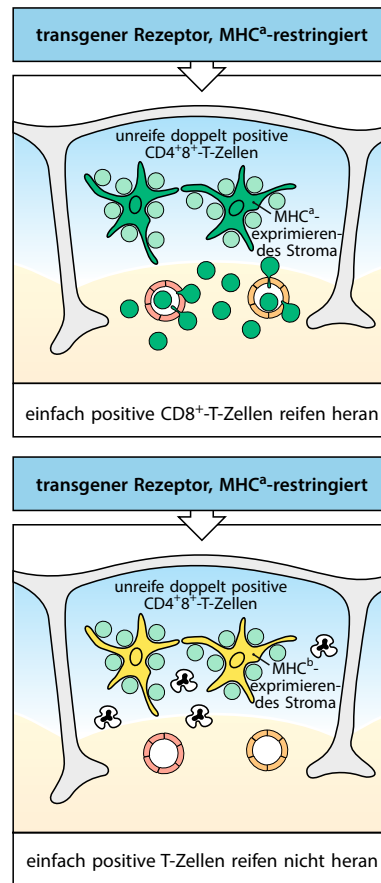 transgener Rezeptor, MHCᵃ-restringiert
unreife doppelt positive
CD4⁺8⁺-T-Zellen
MHCᵃ-
exprimieren-
des Stroma
einfach positive CD8⁺-T-Zellen reifen heran
transgener Rezeptor, MHCᵃ-restringiert
unreife doppelt positive
CD4⁺8⁺-T-Zellen
MHCᵇ-
exprimieren-
des Stroma
einfach positive T-Zellen reifen nicht heran